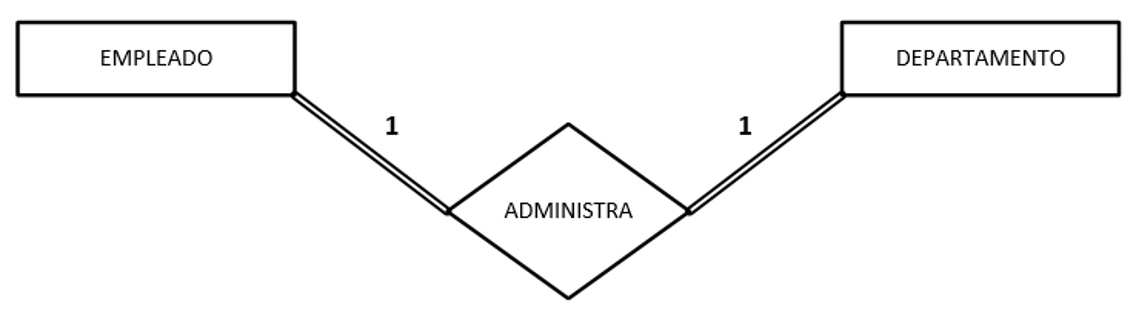 EMPLEADO
DEPARTAMENTO
1
1
ADMINISTRA